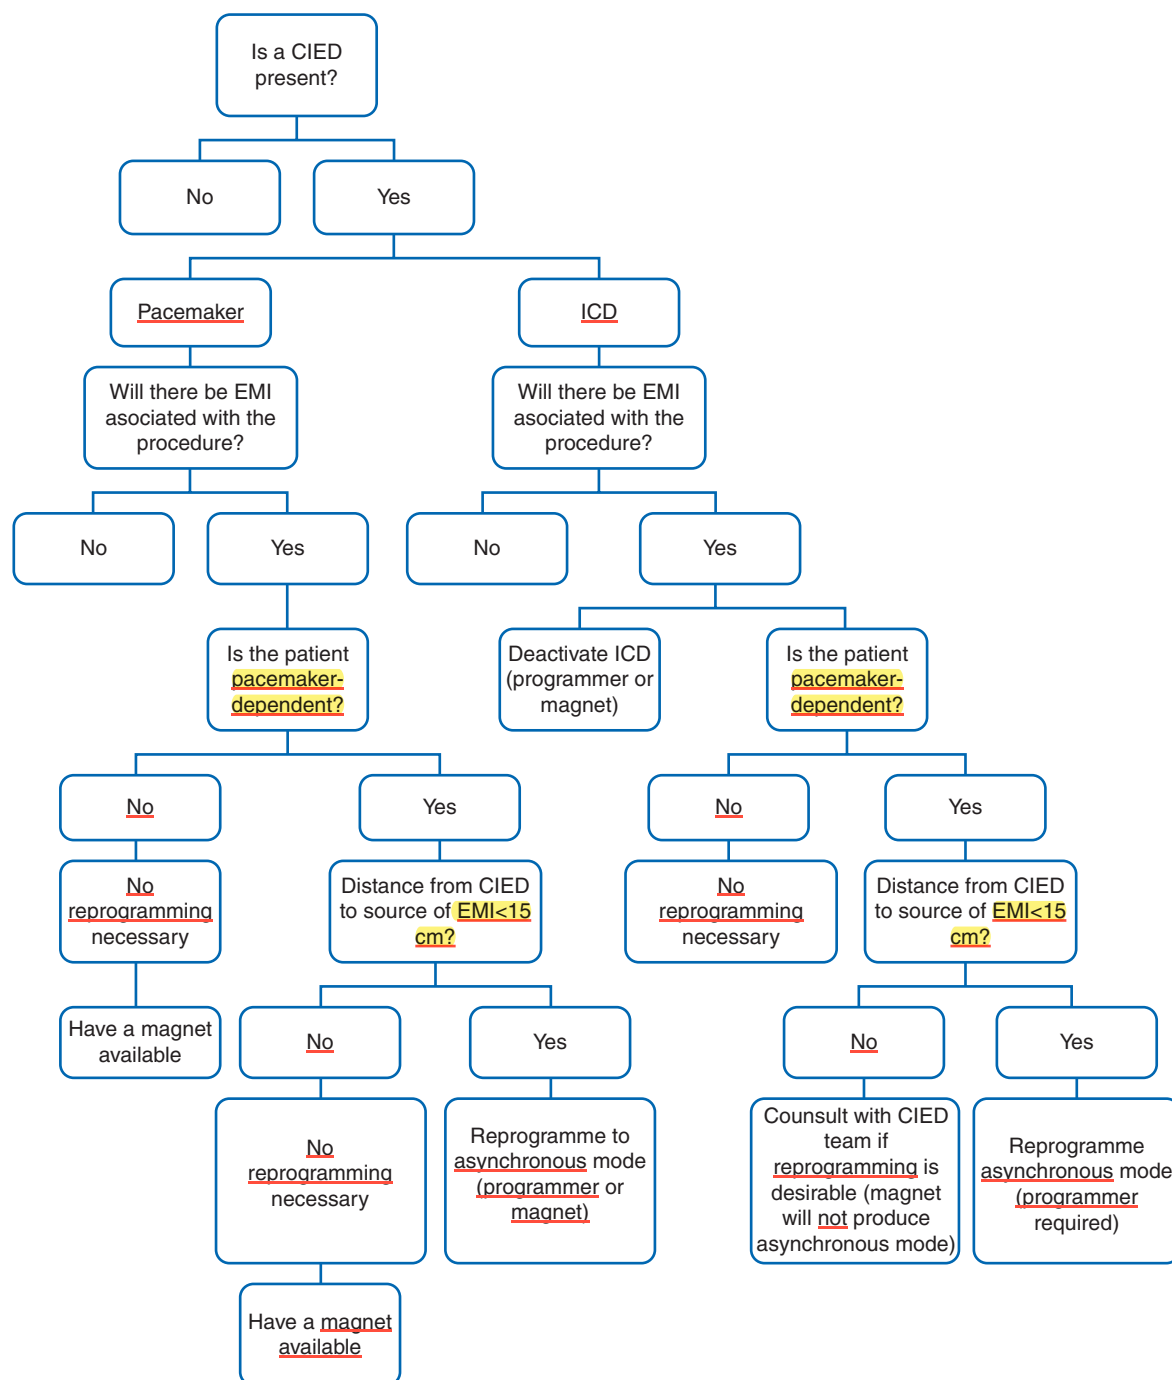 Is a CIED
present?
No
Yes
Pacemaker
ICD
Will there be EMI
asociated with the
procedure?
Will there be EMI
asociated with the
procedure?
No
Yes
No
Yes
Is the patient
pacemaker-
dependent?
Deactivate ICD
(programmer or
magnet)
Is the patient
pacemaker-
dependent?
No
Yes
No
Yes
No
reprogramming
necessary
Distance from CIED
to source of EMI<15
cm?
No
reprogramming
necessary
Distance from CIED
to source of EMI<15
cm?
Have a magnet
available
No
Yes
No
Yes
No
reprogramming
necessary
Reprogramme to
asynchronous mode
(programmer or
magnet)
Counsult with CIED
team if
reprogramming is
desirable (magnet
will not produce
asynchronous mode)
Reprogramme
asynchronous mode
(programmer
required)
Have a magnet
available